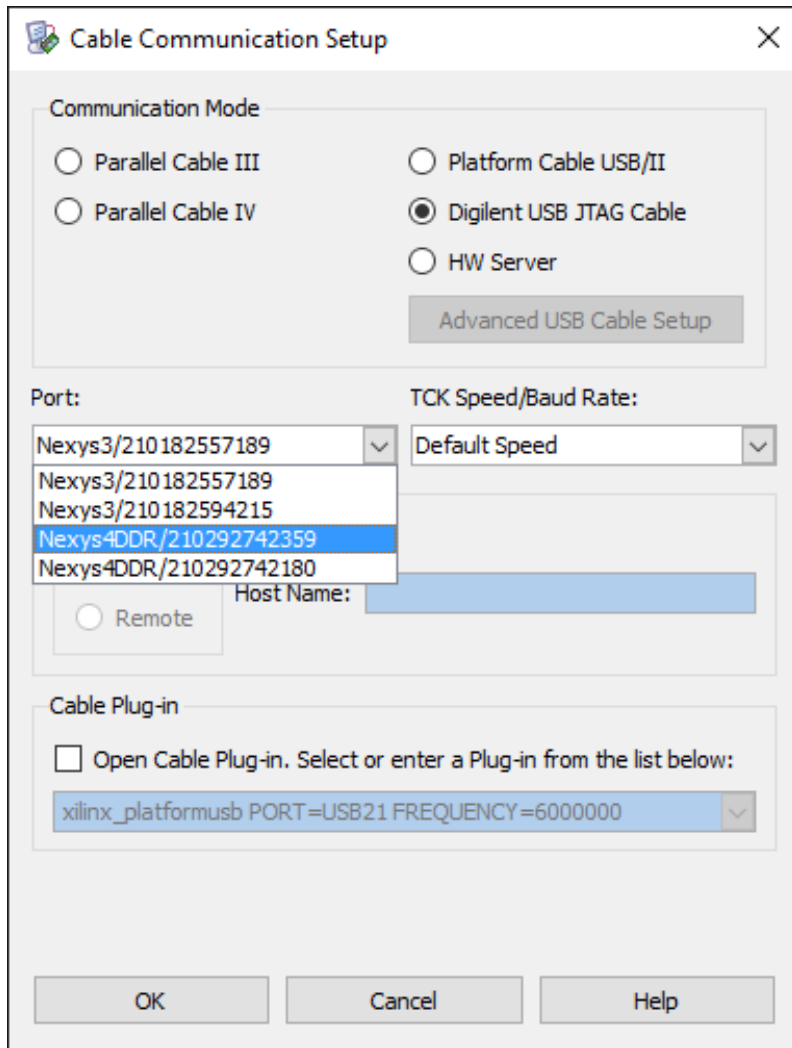 Cable Communication Setup
Communication Mode
Parallel Cable III
Platform Cable USB/II
Parallel Cable IV
Digilent USB JTAG Cable
HW Server
Advanced USB Cable Setup
Port:
TCK Speed/Baud Rate:
Nexys3/210182557189
Default Speed
Nexys3/210182557189
Nexys3/210182594215
Nexys4DDR/210292742359
Nexys4DDR/210292742180
Host Name:
Remote
Cable Plug-in
Open Cable Plug-in. Select or enter a Plug-in from the list below:
xilinx_platformusb PORT=USB21 FREQUENCY=6000000
OK
Cancel
Help